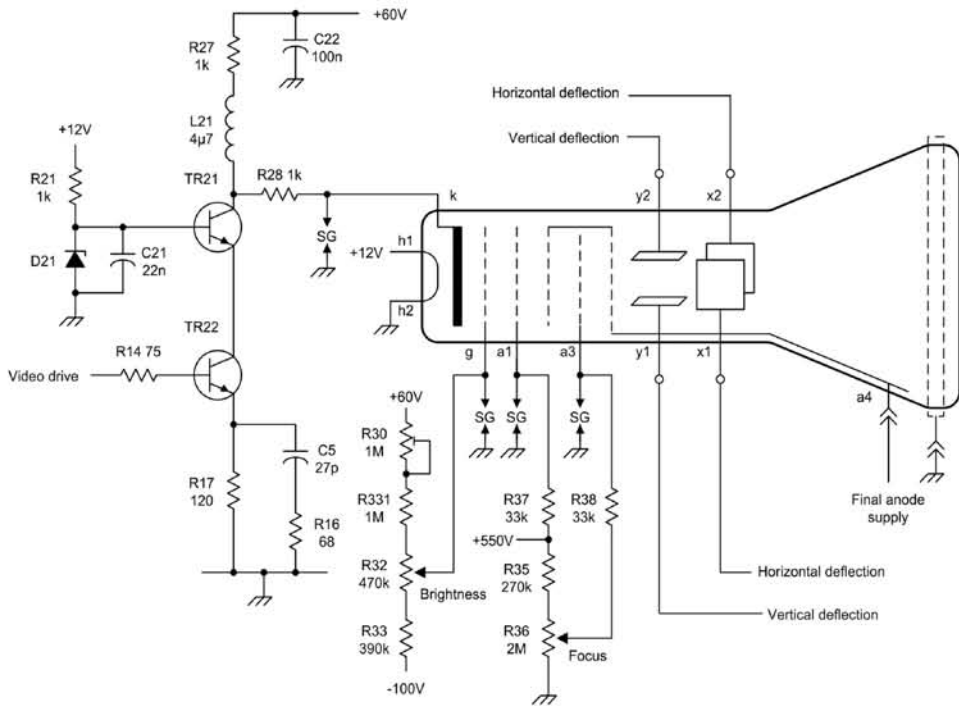 +60V
R27
1k
C22
100n
L21
4µ7
+12V
R21
1k
D21
C21
22n
TR21
R28 1k
SG
Horizontal deflection
Vertical deflection
k
y2
x2
h1
+12V
h2
g
a1
a3
y1
x1
a4
SG
SG
SG
Final anode
supply
TR22
R14 75
Video drive
C5
27p
R17
120
R16
68
+60V
R30
1M
R331
1M
R32
470k
Brightness
R33
390k
-100V
R37
33k
R38
33k
+550V
R35
270k
R36
2M
Focus
Horizontal deflection
Vertical deflection